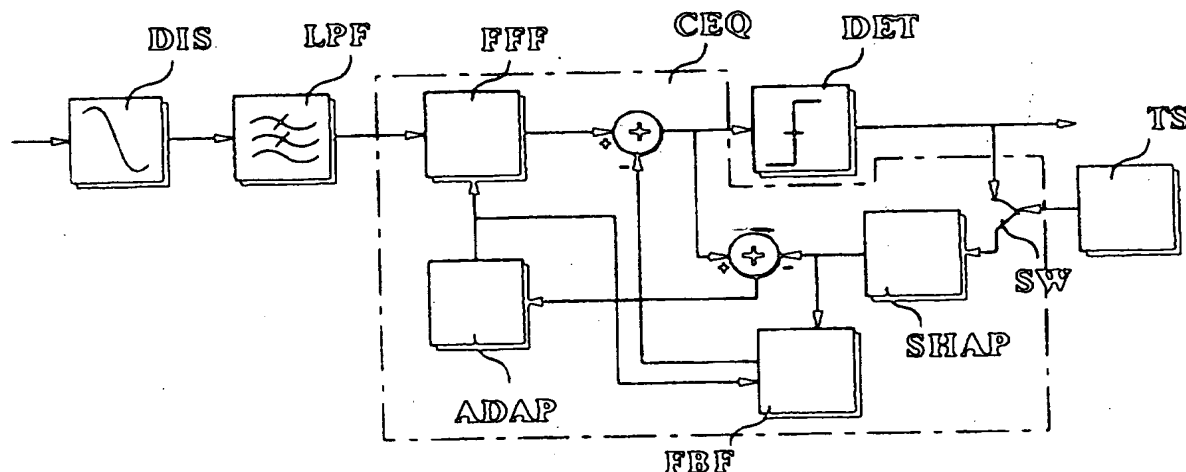 DIS
LPF
FFF
CEQ
DET
TS
SW
SHAP
ADAP
FBF